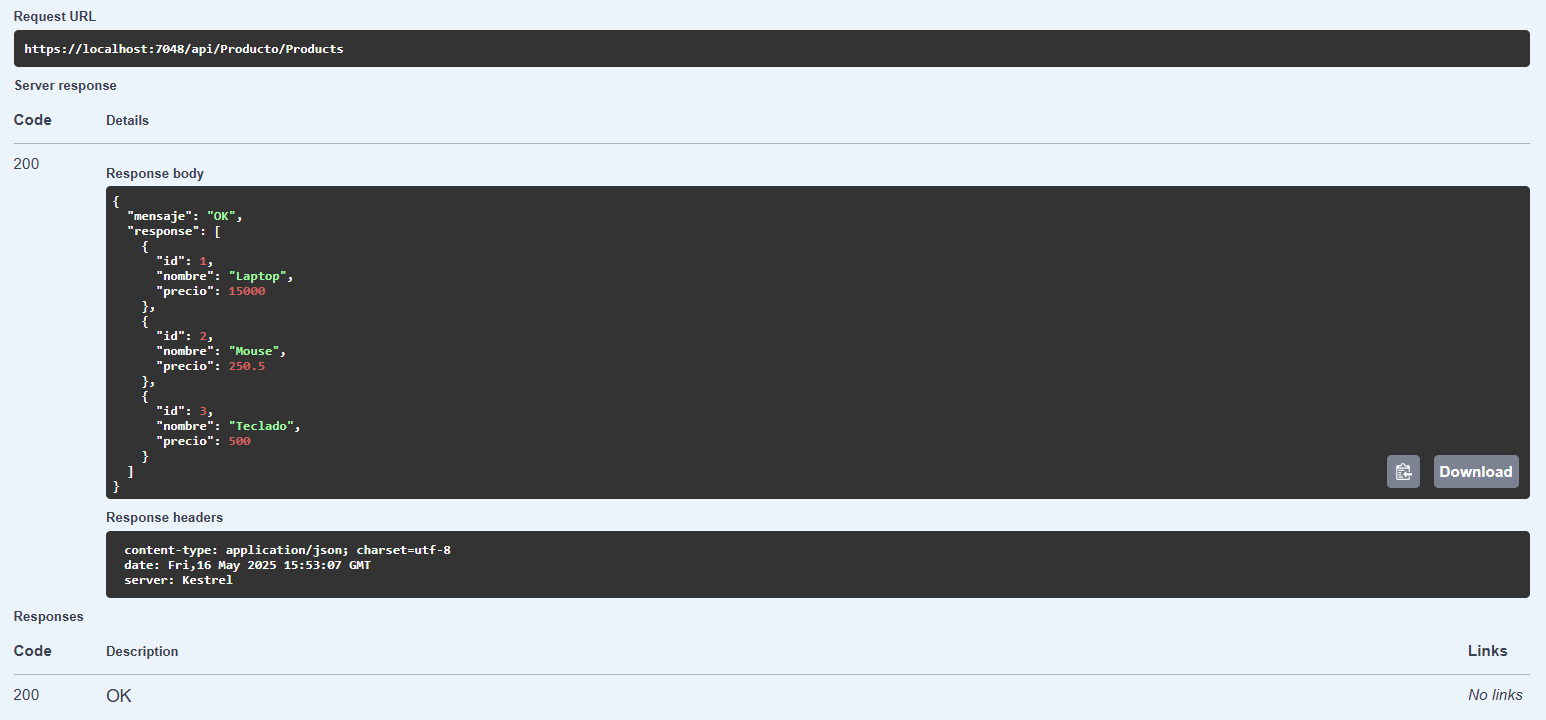 Request URL
https://localhost:7048/api/Producto/Products
Server response
Code Details
200
Response body
{
  "mensaje": "OK",
  "response": [
    {
      "id": 1,
      "nombre": "Laptop",
      "precio": 15000
    },
    {
      "id": 2,
      "nombre": "Mouse",
      "precio": 250.5
    },
    {
      "id": 3,
      "nombre": "Teclado",
      "precio": 500
    }
  ]
}
Download
Response headers
content-type: application/json; charset=utf-8
date: Fri,16 May 2025 15:53:07 GMT
server: Kestrel
Responses
Code Description Links
200 OK No links